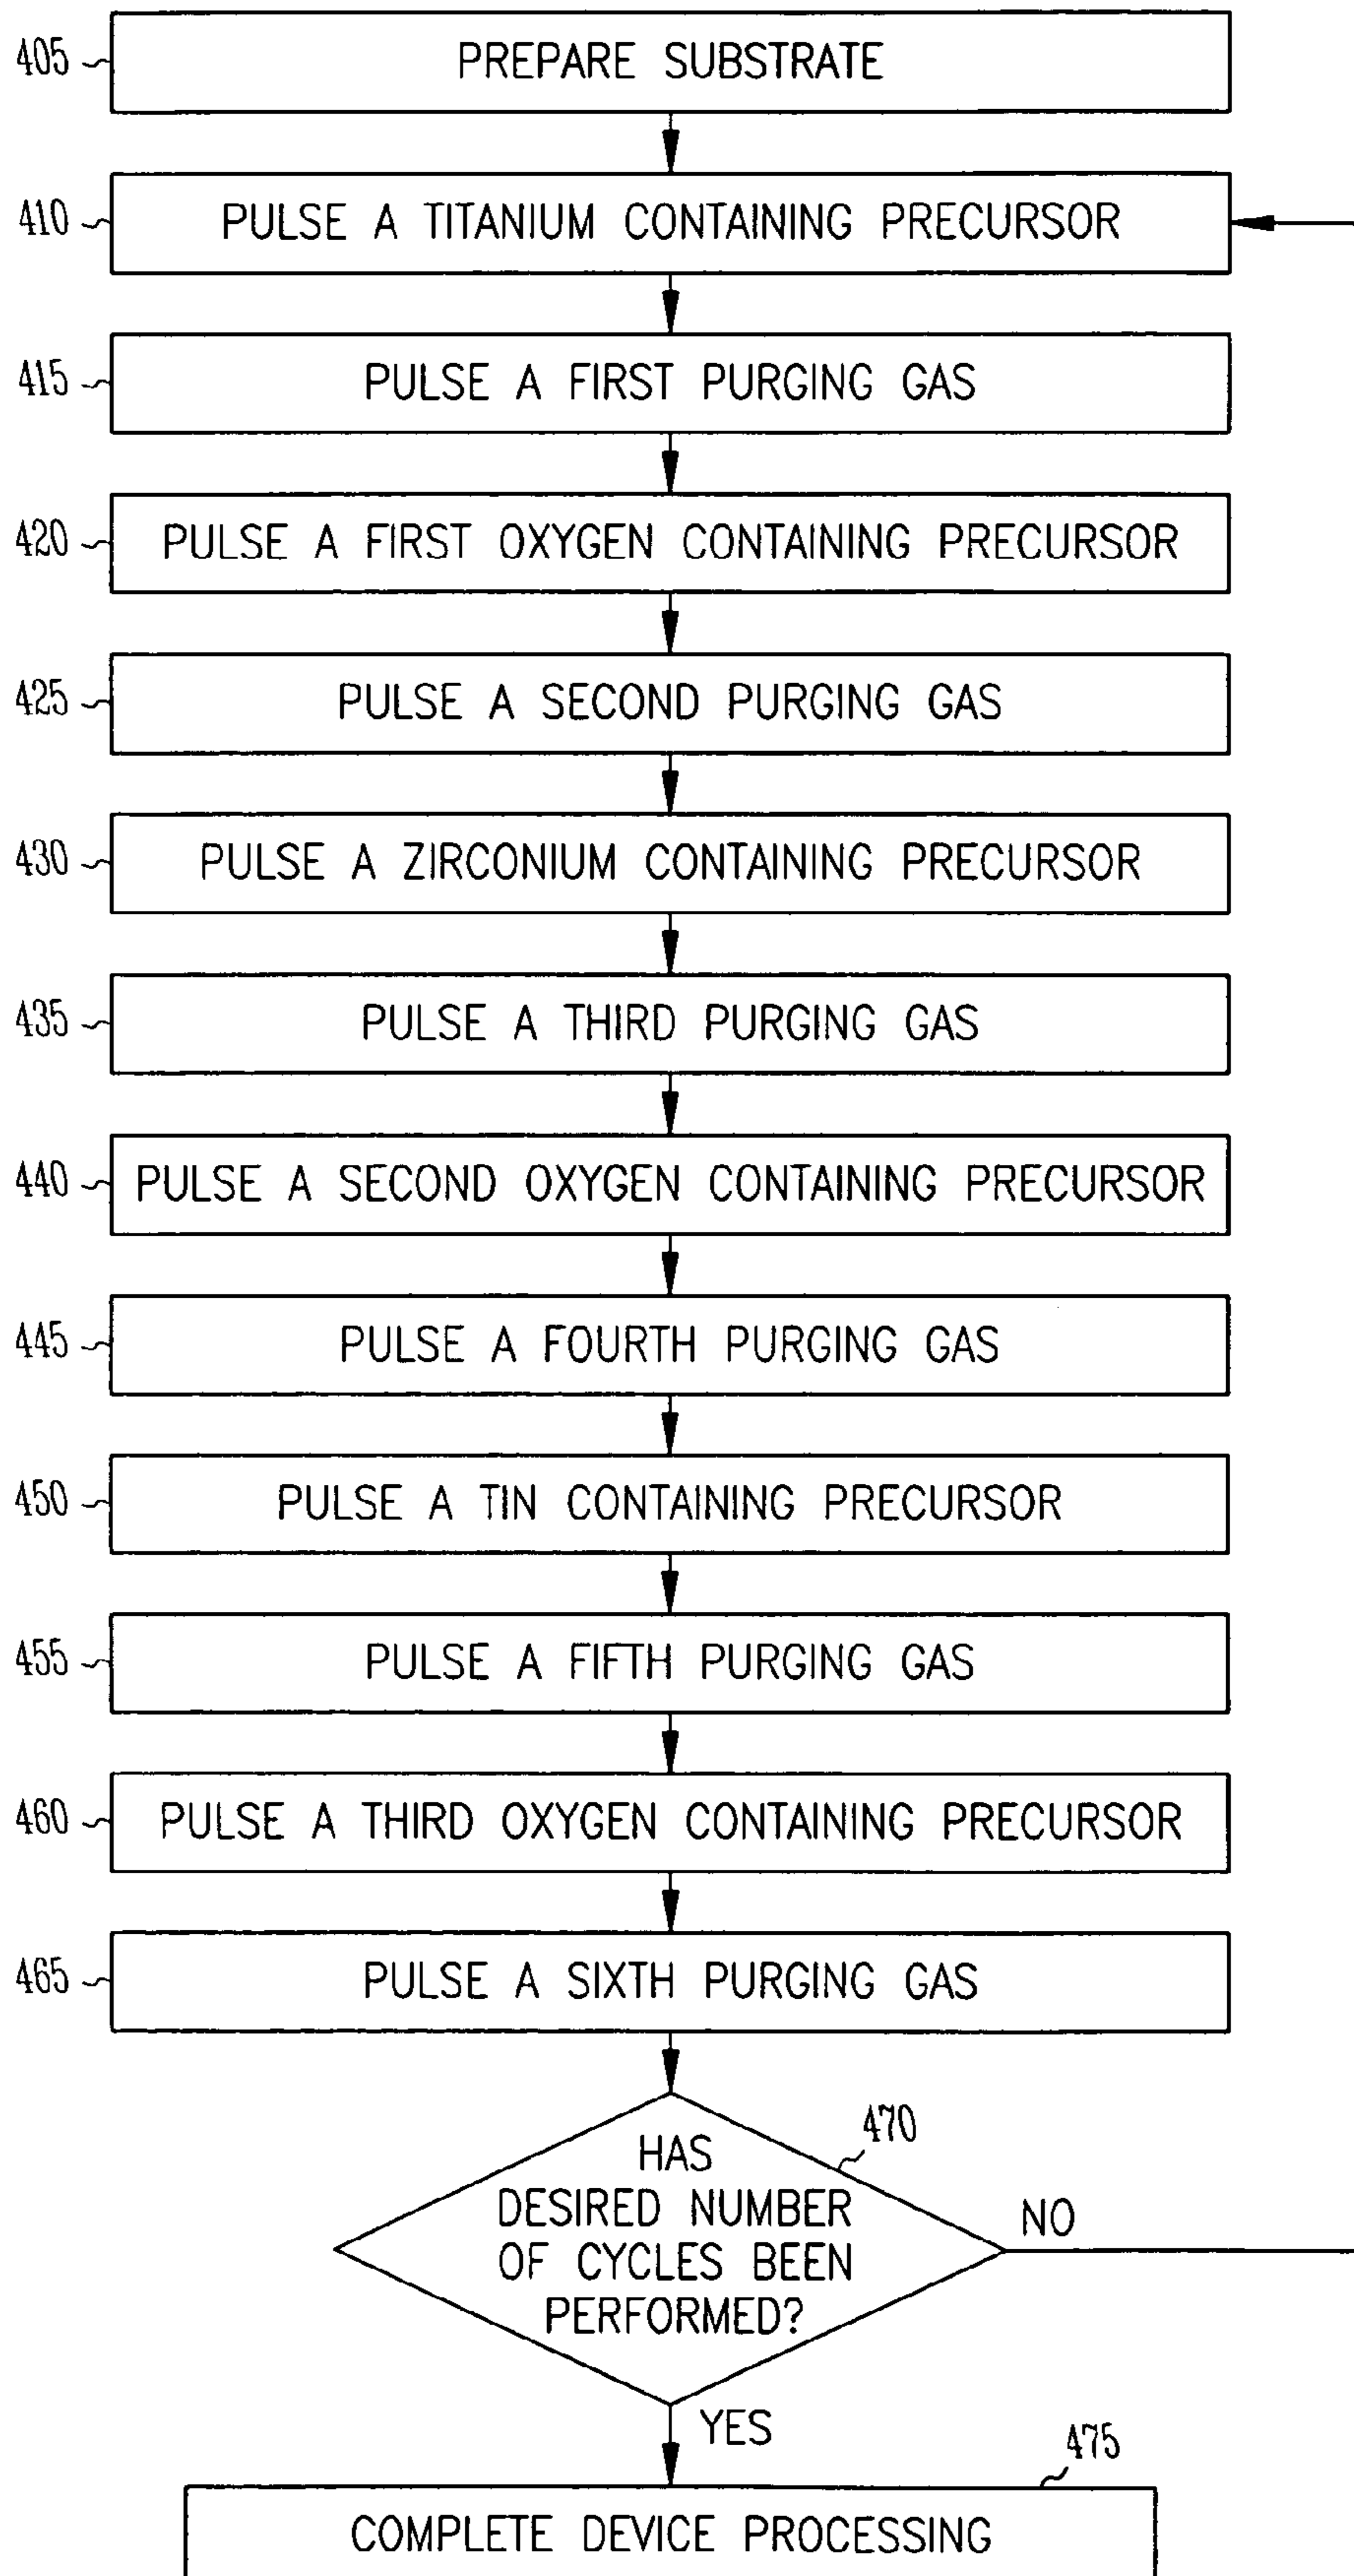 405 PREPARE SUBSTRATE
410 PULSE A TITANIUM CONTAINING PRECURSOR
415 PULSE A FIRST PURGING GAS
420 PULSE A FIRST OXYGEN CONTAINING PRECURSOR
425 PULSE A SECOND PURGING GAS
430 PULSE A ZIRCONIUM CONTAINING PRECURSOR
435 PULSE A THIRD PURGING GAS
440 PULSE A SECOND OXYGEN CONTAINING PRECURSOR
445 PULSE A FOURTH PURGING GAS
450 PULSE A TIN CONTAINING PRECURSOR
455 PULSE A FIFTH PURGING GAS
460 PULSE A THIRD OXYGEN CONTAINING PRECURSOR
465 PULSE A SIXTH PURGING GAS
470
HAS
DESIRED NUMBER
OF CYCLES BEEN
PERFORMED?
NO
YES
475
COMPLETE DEVICE PROCESSING